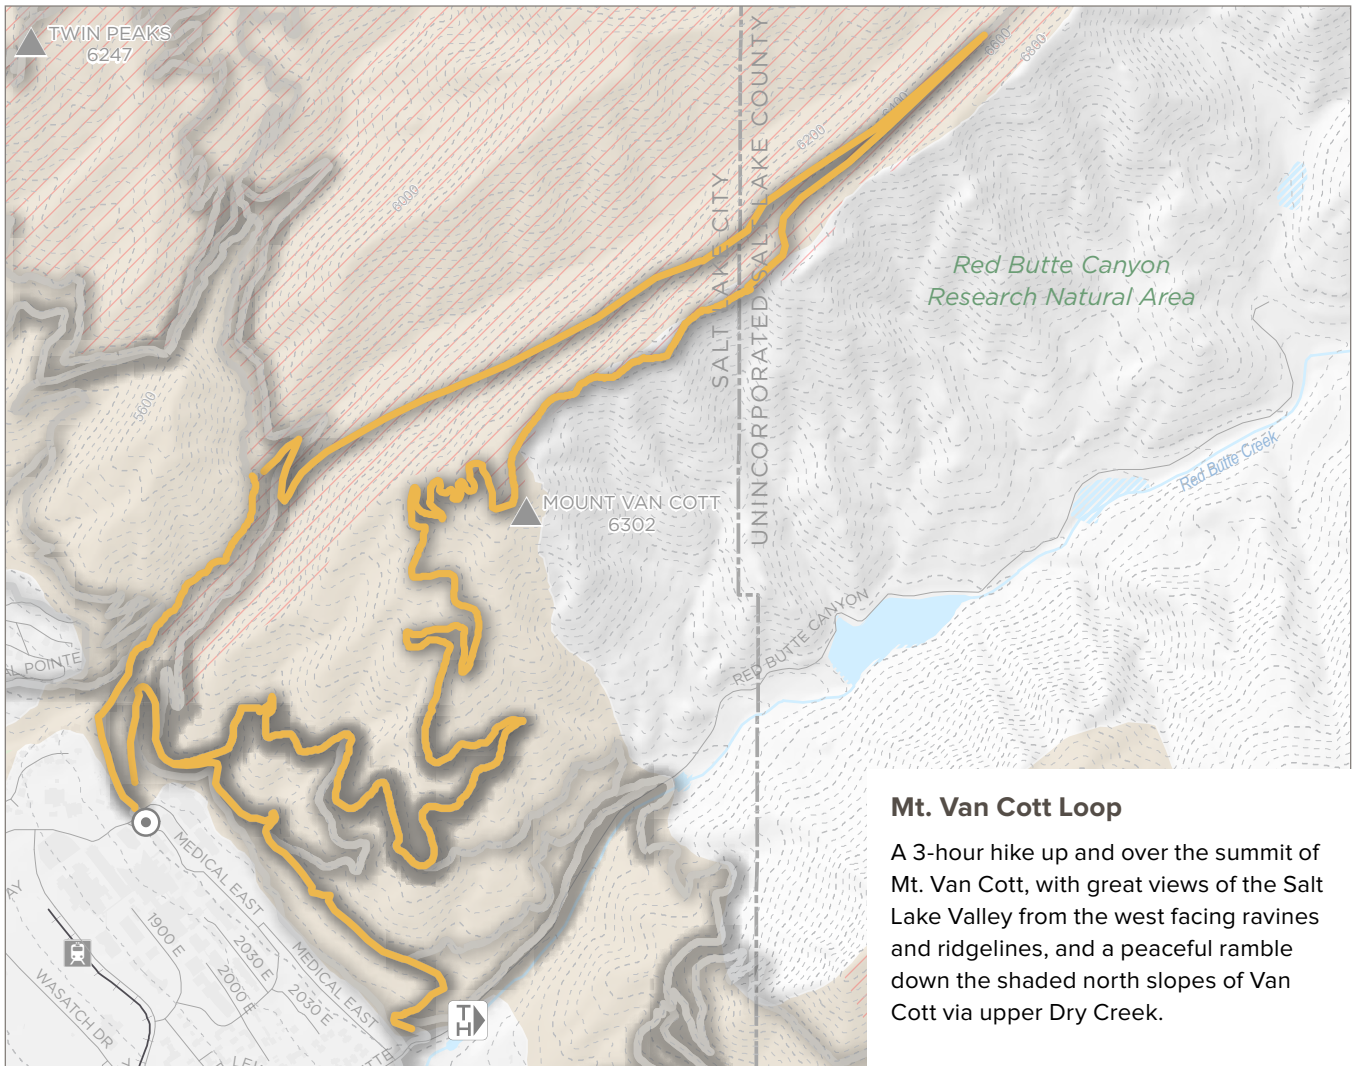 TWIN PEAKS
6247
6600
6800
6400
6200
6000
SALT LAKE CITY
UNINCORPORATED SALT LAKE COUNTY
Red Butte Canyon
Research Natural Area
5600
Red Butte Creek
MOUNT VAN COTT
6302
RED BUTTE CANYON
POINTE
MEDICAL EAST
1900 E
2030 E
2000 E
2030 E
MEDICAL EAST
WASATCH DR
TH
Mt. Van Cott Loop
A 3-hour hike up and over the summit of
Mt. Van Cott, with great views of the Salt
Lake Valley from the west facing ravines
and ridgelines, and a peaceful ramble
down the shaded north slopes of Van
Cott via upper Dry Creek.